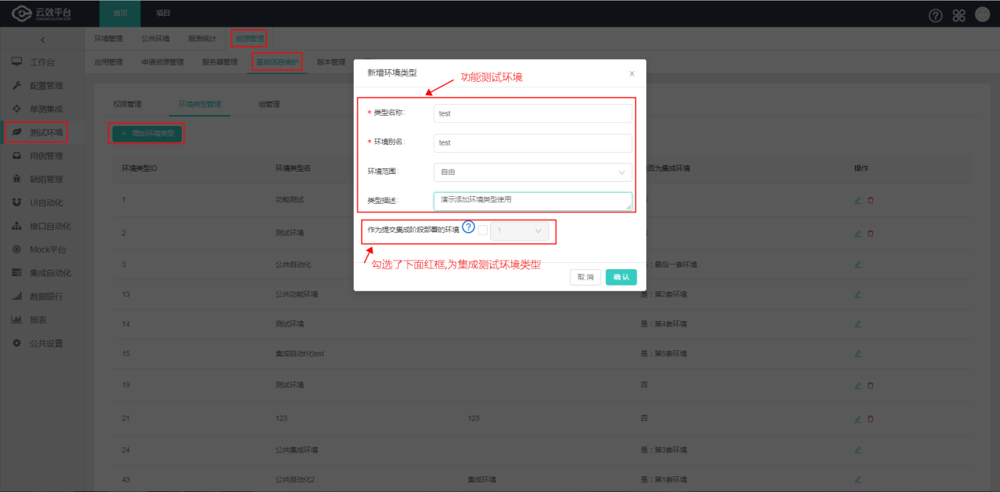 云效平台
首页 项目
环境管理 公共环境 报表统计 资源管理
应用管理 申请资源管理 服务器管理 基础信息维护 版本管理
工作台
配置管理
单测集成
测试环境
用例管理
缺陷管理
UI自动化
接口自动化
Mock平台
集成自动化
数据银行
报表
公共设置
权限管理 环境类型管理 组管理
+ 增加环境类型
环境类型ID 环境类型名 否为集成环境 操作
1 功能测试
2 测试环境
3 公共自动化 :最后一套环境
13 公共功能环境 是:第2套环境
14 测试环境 是:第4套环境
15 集成自动化test 是:第5套环境
19 测试环境 否
21 123 123 否
24 公共集成环境 是:第3套环境
43 公共自动化2 集成环境 是:第1套环境
新增环境类型 x
功能测试环境
* 类型名称: test
* 环境别名: test
环境范围: 自由
类型描述: 演示添加环境类型使用
作为提交集成阶段部署的环境 ? 1
勾选了下面红框,为集成测试环境类型
取 消 确 认